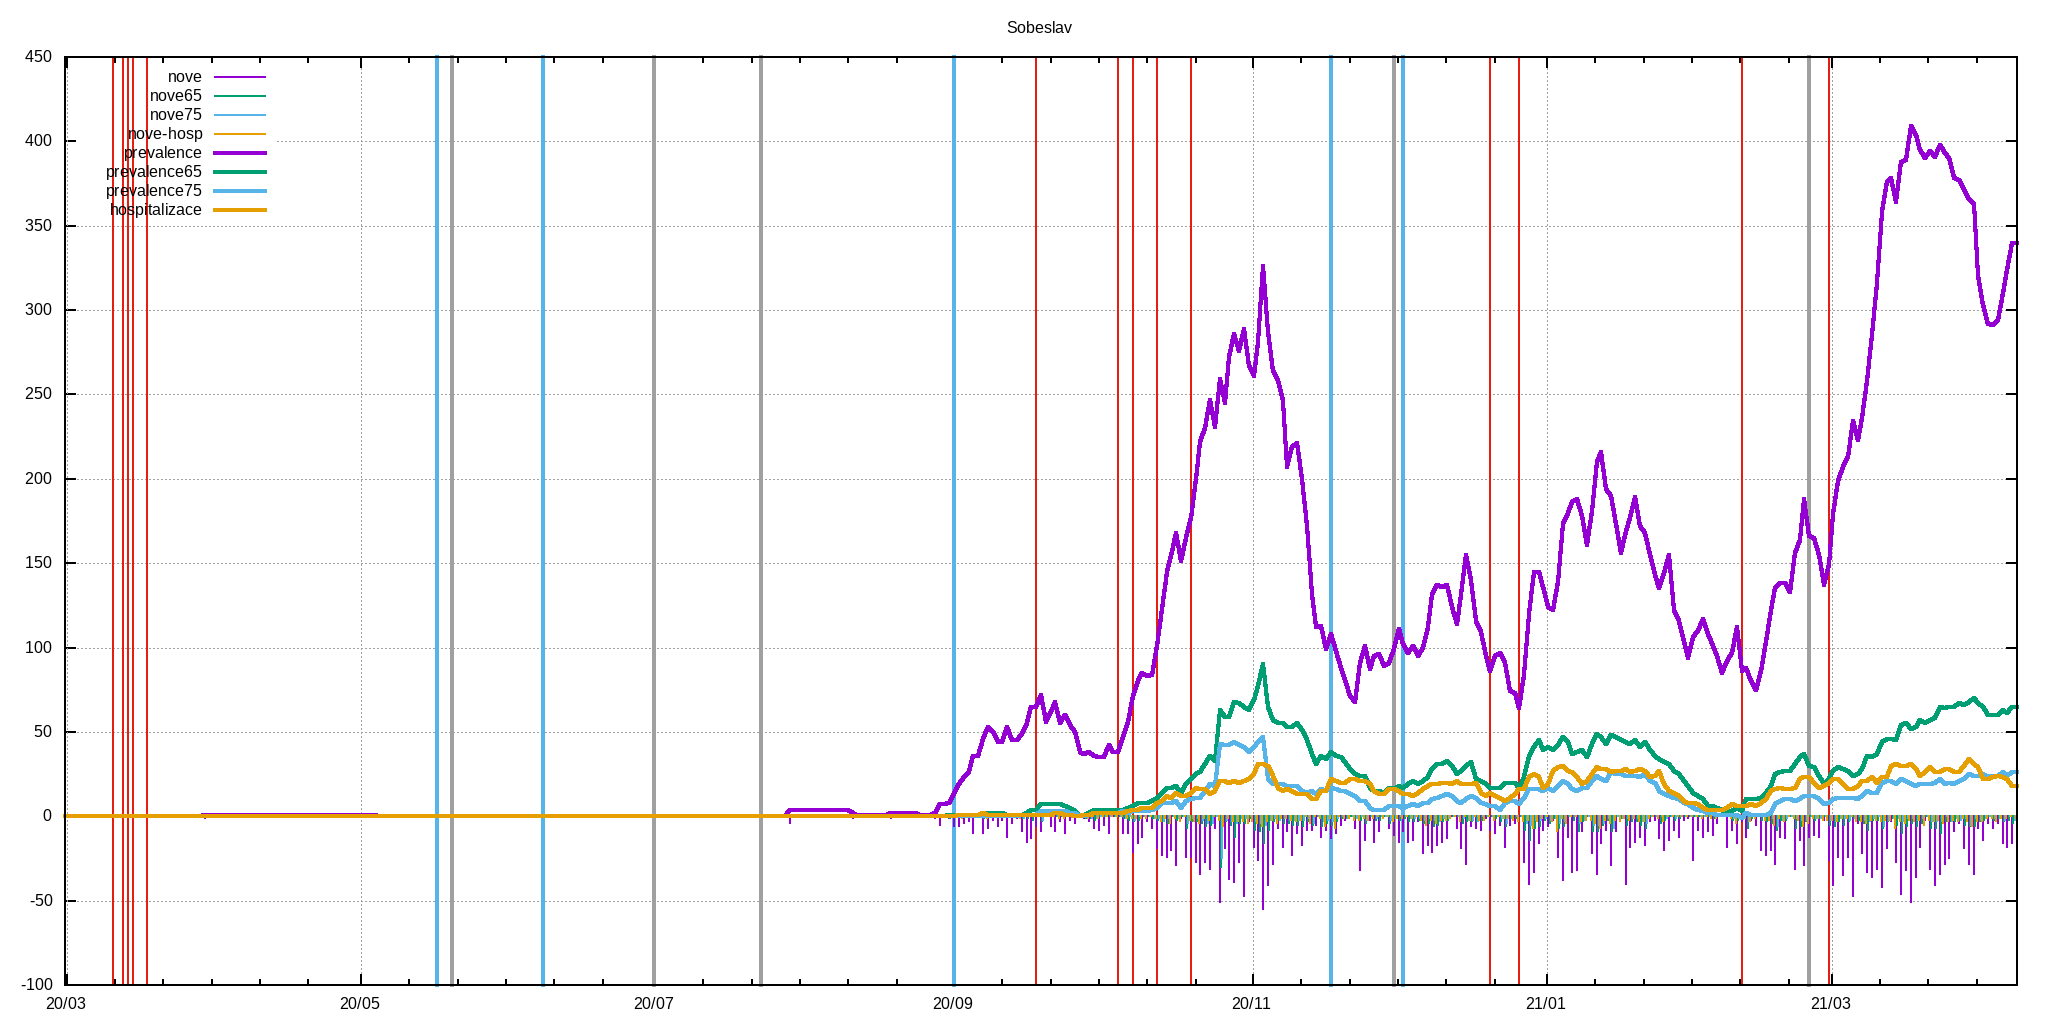 Sobeslav
450
400
350
300
250
200
150
100
50
0
-50
-100
nove
nove65
nove75
nove-hosp
prevalence
prevalence65
prevalence75
hospitalizace
20/03 20/05 20/07 20/09 20/11 21/01 21/03